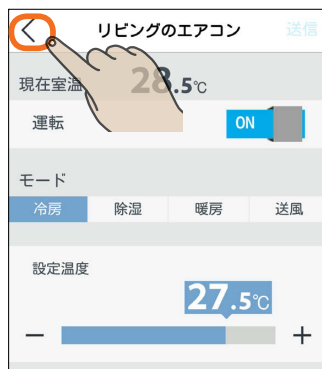 リビングのエアコン 送信
現在室温 28.5℃
運転 ON
モード
冷房 除湿 暖房 送風
設定温度
27.5℃
− +